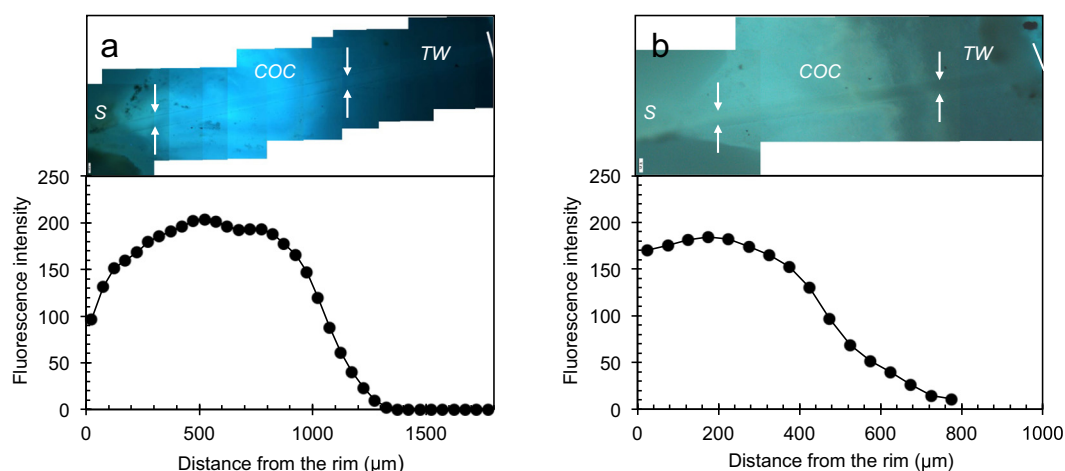 a
COC
TW
S
250
200
150
100
50
0
Fluorescence intensity
0
500
1000
1500
Distance from the rim (µm)
b
COC
TW
S
250
200
150
100
50
0
Fluorescence intensity
0
200
400
600
800
1000
Distance from the rim (µm)